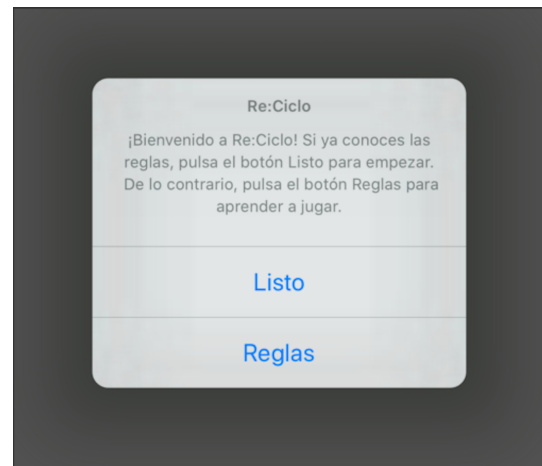 Re:Ciclo
¡Bienvenido a Re:Ciclo! Si ya conoces las
reglas, pulsa el botón Listo para empezar.
De lo contrario, pulsa el botón Reglas para
aprender a jugar.
Listo
Reglas